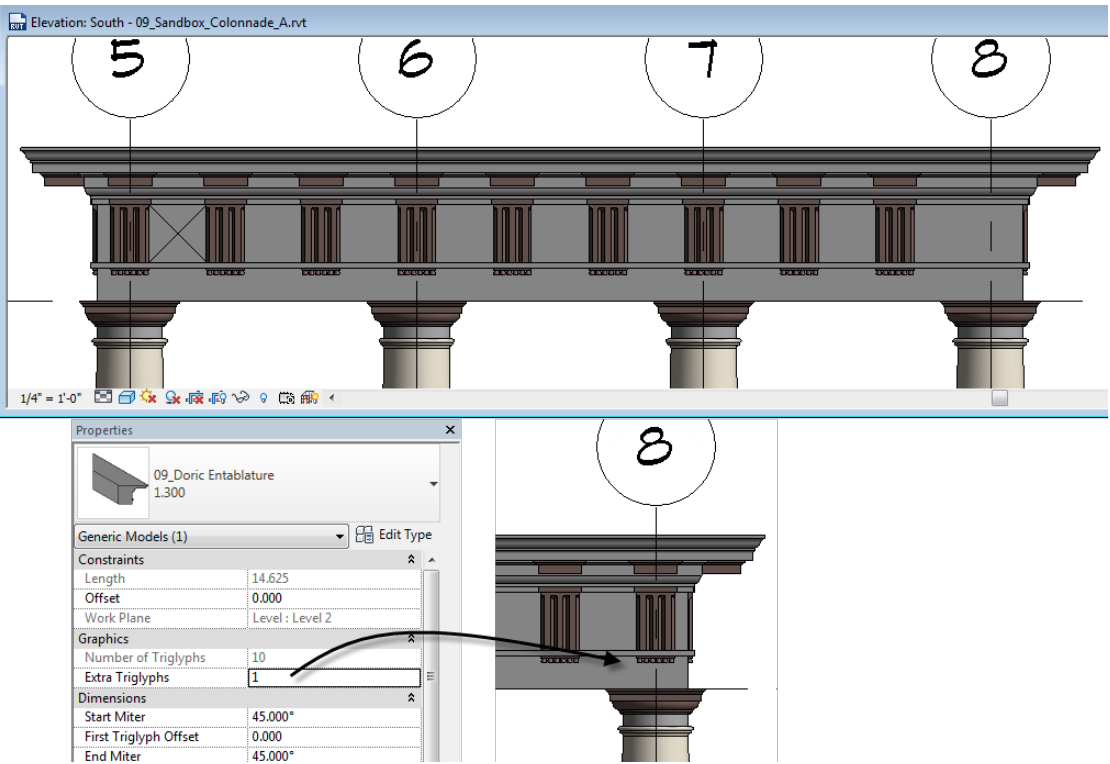 Elevation: South - 09_Sandbox_Colonnade_A.rvt
5 6 7 8
1/4" = 1'-0"
Properties
09_Doric Entablature
1.300
Generic Models (1) Edit Type
Constraints
Length 14.625
Offset 0.000
Work Plane Level : Level 2
Graphics
Number of Triglyphs 10
Extra Triglyphs 1
Dimensions
Start Miter 45.000°
First Triglyph Offset 0.000
End Miter 45.000°
8